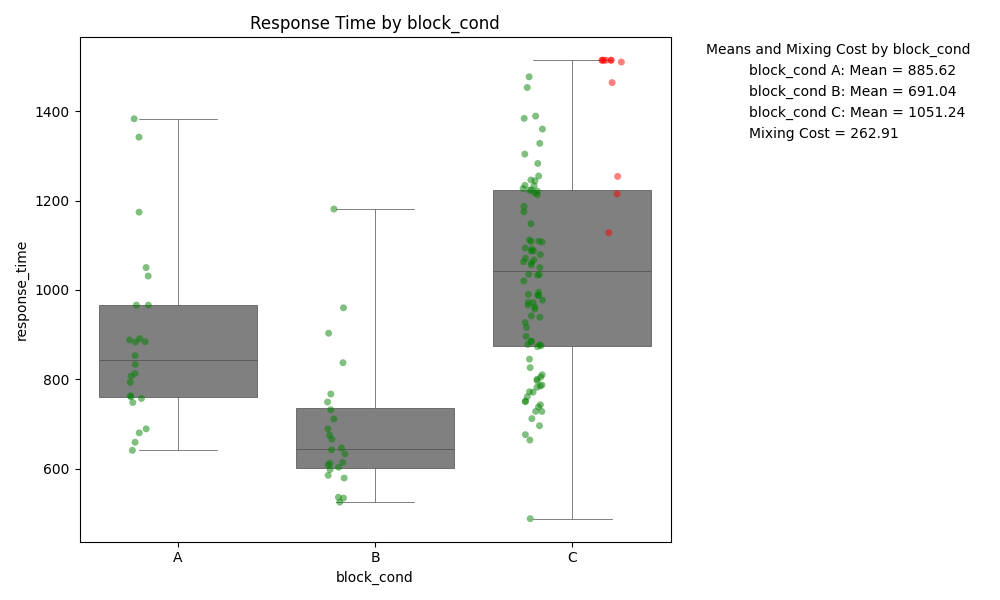 Response Time by block_cond
Means and Mixing Cost by block_cond
block_cond A: Mean = 885.62
block_cond B: Mean = 691.04
block_cond C: Mean = 1051.24
Mixing Cost = 262.91
response_time
1400
1200
1000
800
600
A
B
C
block_cond